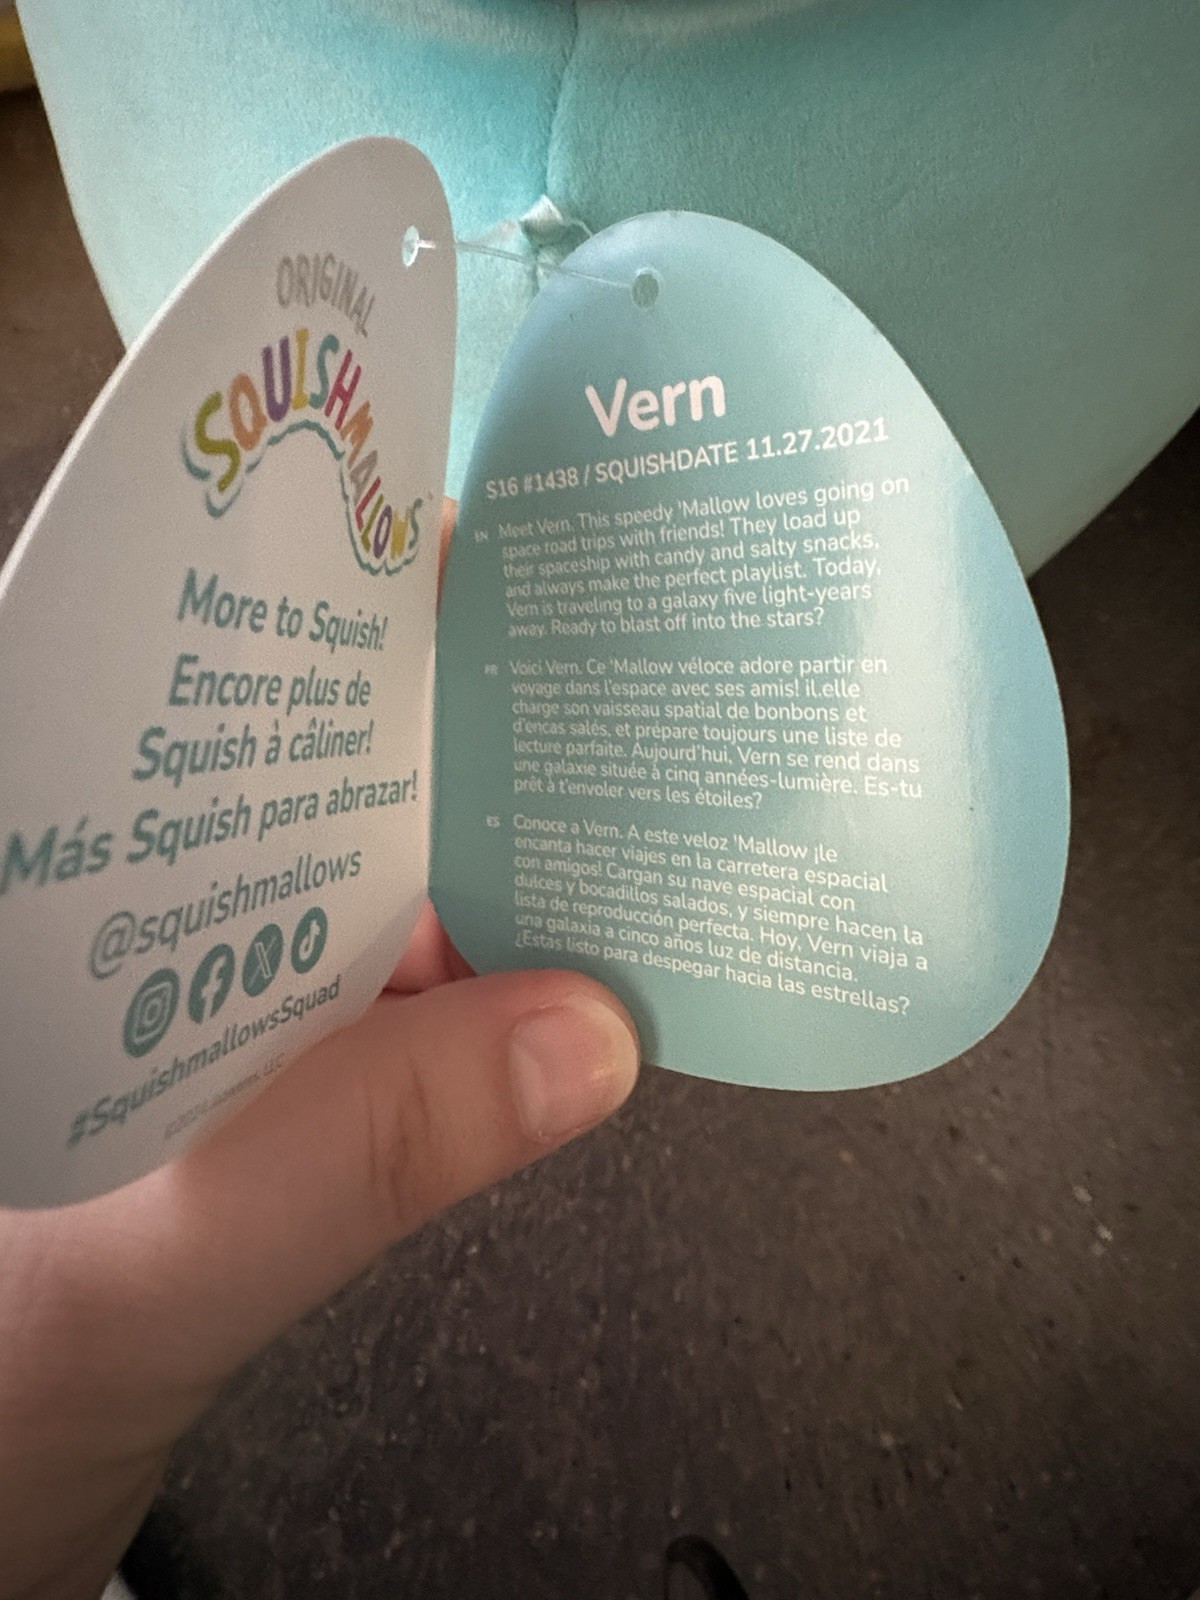 ORIGINAL
SQUISHMALLOWS
More to Squish!
Encore plus de
Squish à câliner!
Más Squish para abrazar!
@squishmallows
#SquishmallowsSquad
Vern
S16 #1438 / SQUISHDATE 11.27.2021
EN Meet Vern. This speedy 'Mallow loves going on
space road trips with friends! They load up
their spaceship with candy and salty snacks,
and always make the perfect playlist. Today,
Vern is traveling to a galaxy five light-years
away. Ready to blast off into the stars?
FR Voici Vern. Ce 'Mallow véloce adore partir en
voyage dans l'espace avec ses amis! il.elle
charge son vaisseau spatial de bonbons et
d'encas salés, et prépare toujours une liste de
lecture parfaite. Aujourd'hui, Vern se rend dans
une galaxie située à cinq années-lumière. Es-tu
prêt à t'envoler vers les étoiles?
ES Conoce a Vern. A este veloz 'Mallow ¡le
encanta hacer viajes en la carretera espacial
con amigos! Cargan su nave espacial con
dulces y bocadillos salados, y siempre hacen la
lista de reproducción perfecta. Hoy, Vern viaja a
una galaxia a cinco años luz de distancia.
¿Estas listo para despegar hacia las estrellas?